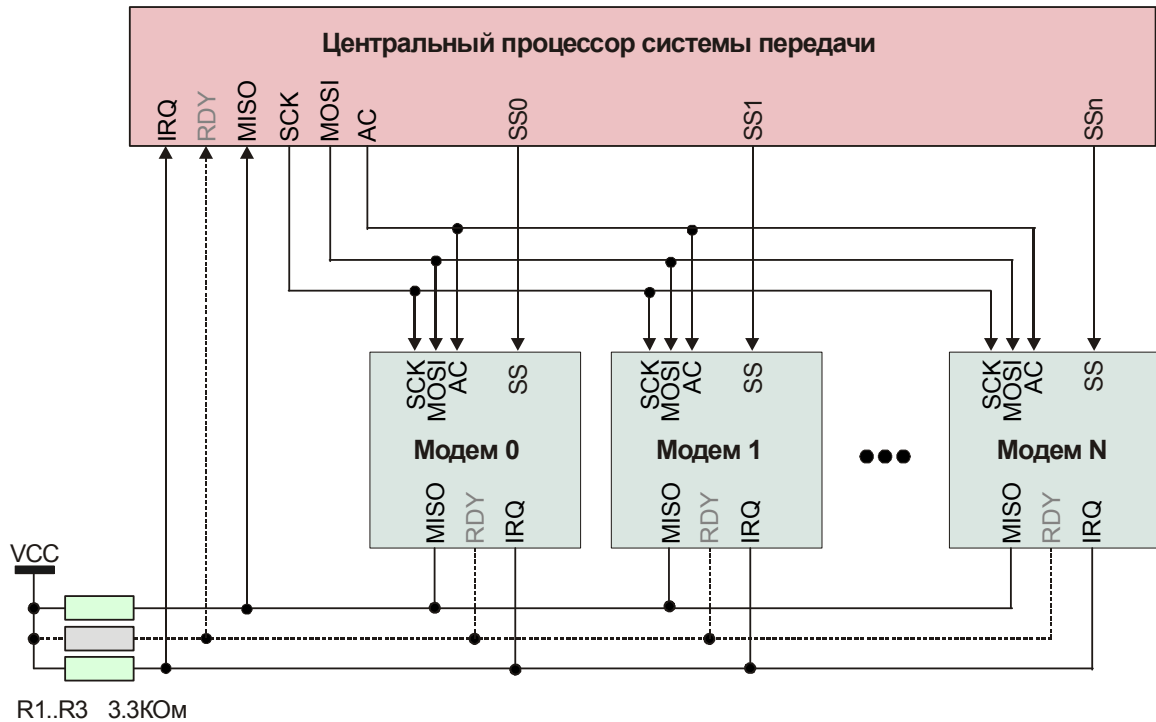 Центральный процессор системы передачи
IRQ
RDY
MISO
SCK
MOSI
AC
SS0
SS1
SSn
SCK
MOSI
AC
SS
SCK
MOSI
AC
SS
SCK
MOSI
AC
SS
Модем 0
Модем 1
Модем N
MISO
RDY
IRQ
MISO
RDY
IRQ
MISO
RDY
IRQ
VCC
R1..R3 3.3КОм